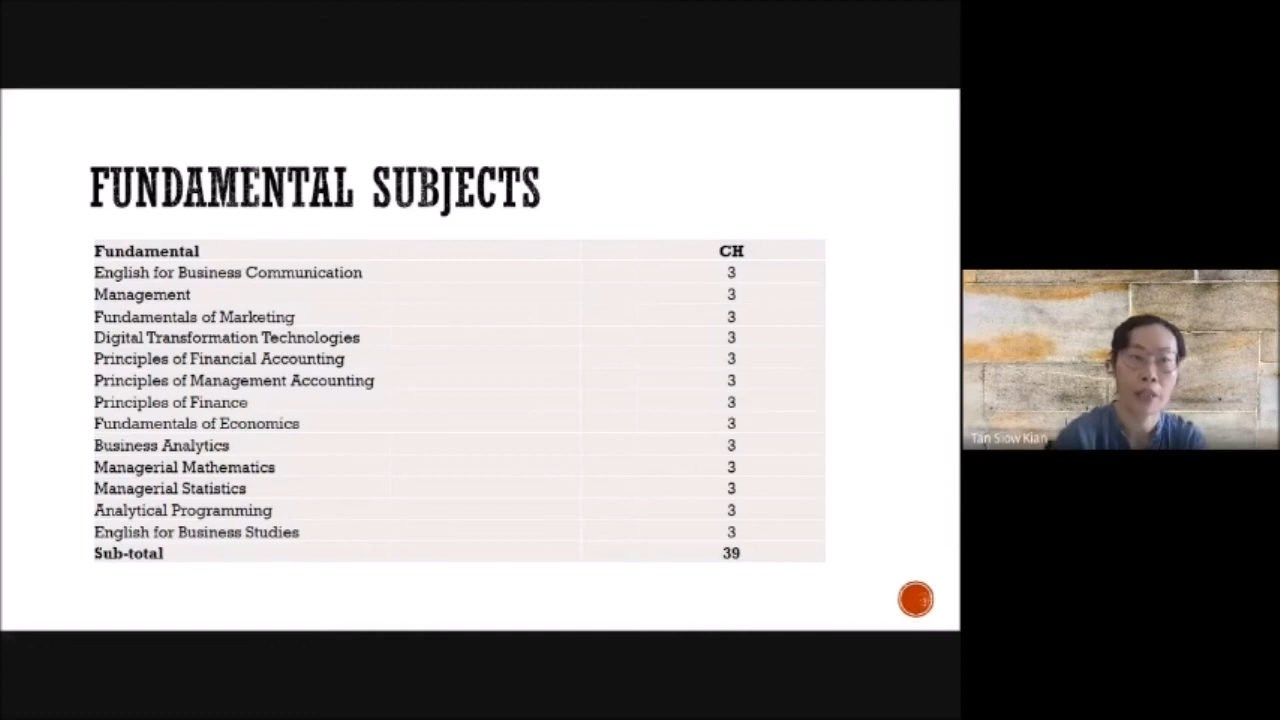 FUNDAMENTAL SUBJECTS
Fundamental CH
English for Business Communication 3
Management 3
Fundamentals of Marketing 3
Digital Transformation Technologies 3
Principles of Financial Accounting 3
Principles of Management Accounting 3
Principles of Finance 3
Fundamentals of Economics 3
Business Analytics 3
Managerial Mathematics 3
Managerial Statistics 3
Analytical Programming 3
English for Business Studies 3
Sub-total 39
Tan Siow Kian